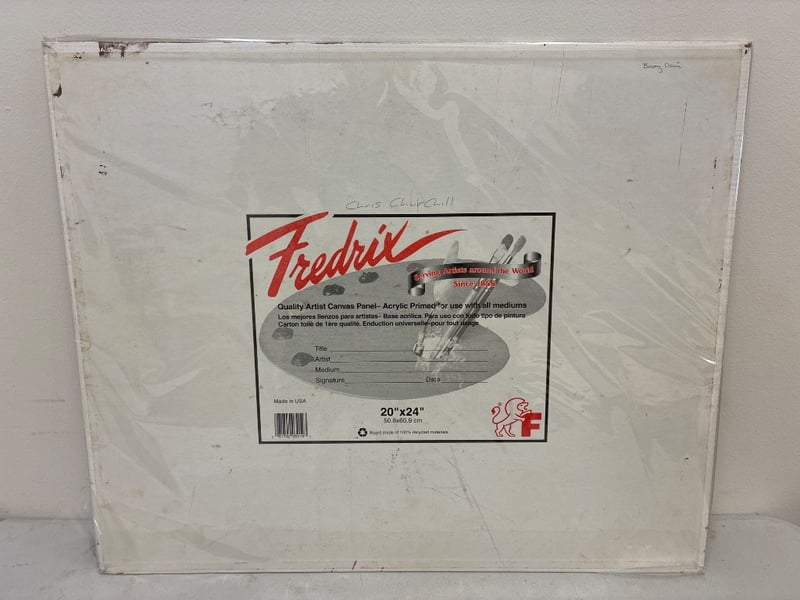 Chris Churchill
Fredrix
Serving Artists around the World
Since 1868
Quality Artist Canvas Panel– Acrylic Primed for use with all mediums
Los mejores lienzos para artistas– Base acrílica. Para uso con todo tipo de pintura
Carton toilé de 1ère qualité. Enduction universelle-pour tout usage
Title
Artist
Medium
Signature Date
Made in USA
20"x24"
50.8x60.9 cm
Board made of 100% recycled materials
F